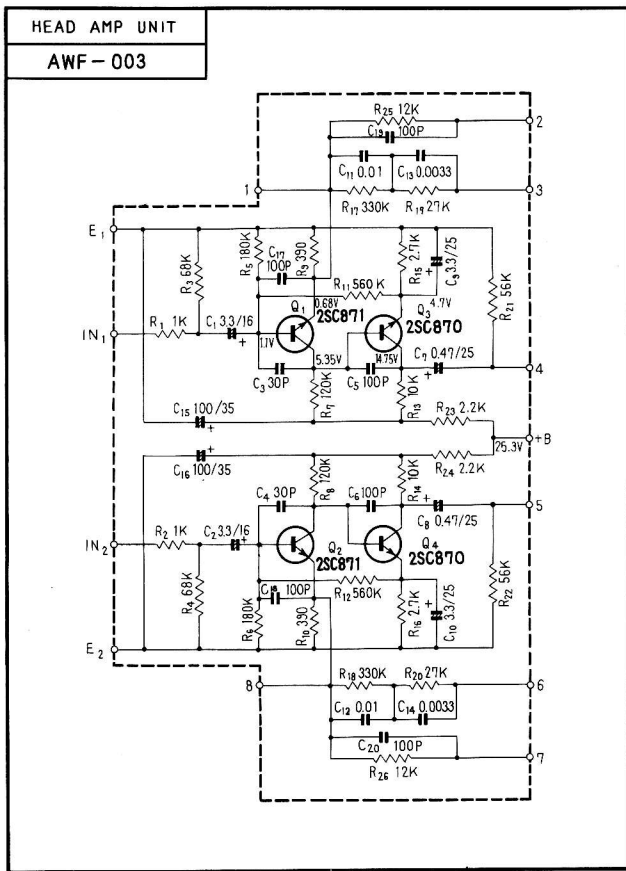 HEAD AMP UNIT
AWF-003
R25 12K
C19 100P
2
C11 0.01
C13 0.0033
1
R17 330K
R19 27K
3
E1
R3 68K
R5 180K
C17 100P
R9 390
R11 560K
R15 2.7K
C9 3.3/25
R21 56K
0.68V
4.7V
Q1
2SC871
Q3
2SC870
IN1
R1 1K
C1 3.3/16
1.1V
5.35V
14.75V
C7 0.47/25
4
C3 30P
R7 120K
C5 100P
R13 10K
C15 100/35
R23 2.2K
+B
25.3V
C16 100/35
R24 2.2K
C4 30P
R8 120K
C6 100P
R14 10K
C8 0.47/25
5
IN2
R2 1K
C2 3.3/16
Q2
2SC871
Q4
2SC870
R4 68K
C18 100P
R12 560K
R6 180K
R10 390
R16 2.7K
C10 3.3/25
R22 56K
E2
8
R18 330K
R20 27K
6
C12 0.01
C14 0.0033
C20 100P
7
R26 12K